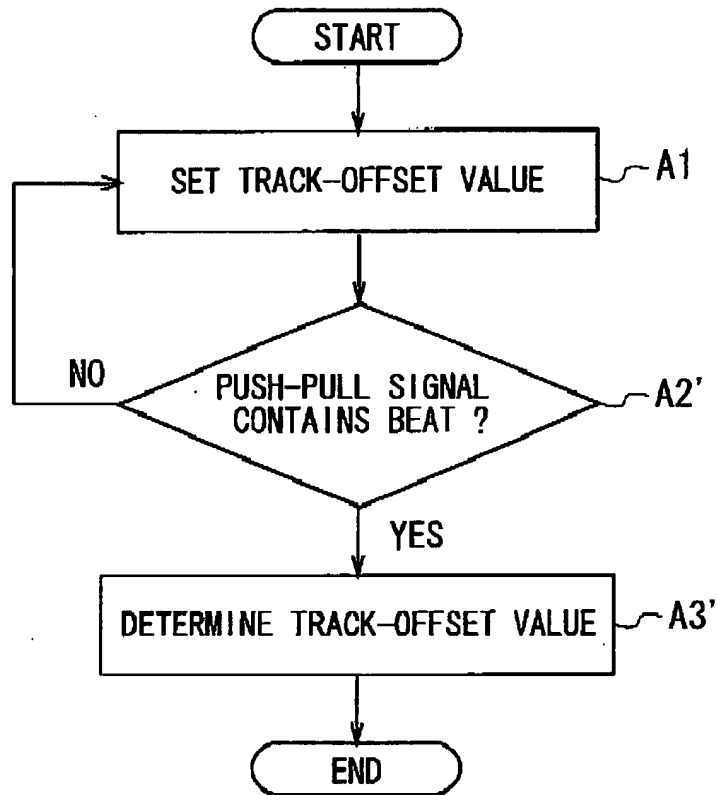 START
SET TRACK-OFFSET VALUE
A1
NO
PUSH-PULL SIGNAL
CONTAINS BEAT ?
A2'
YES
DETERMINE TRACK-OFFSET VALUE
A3'
END